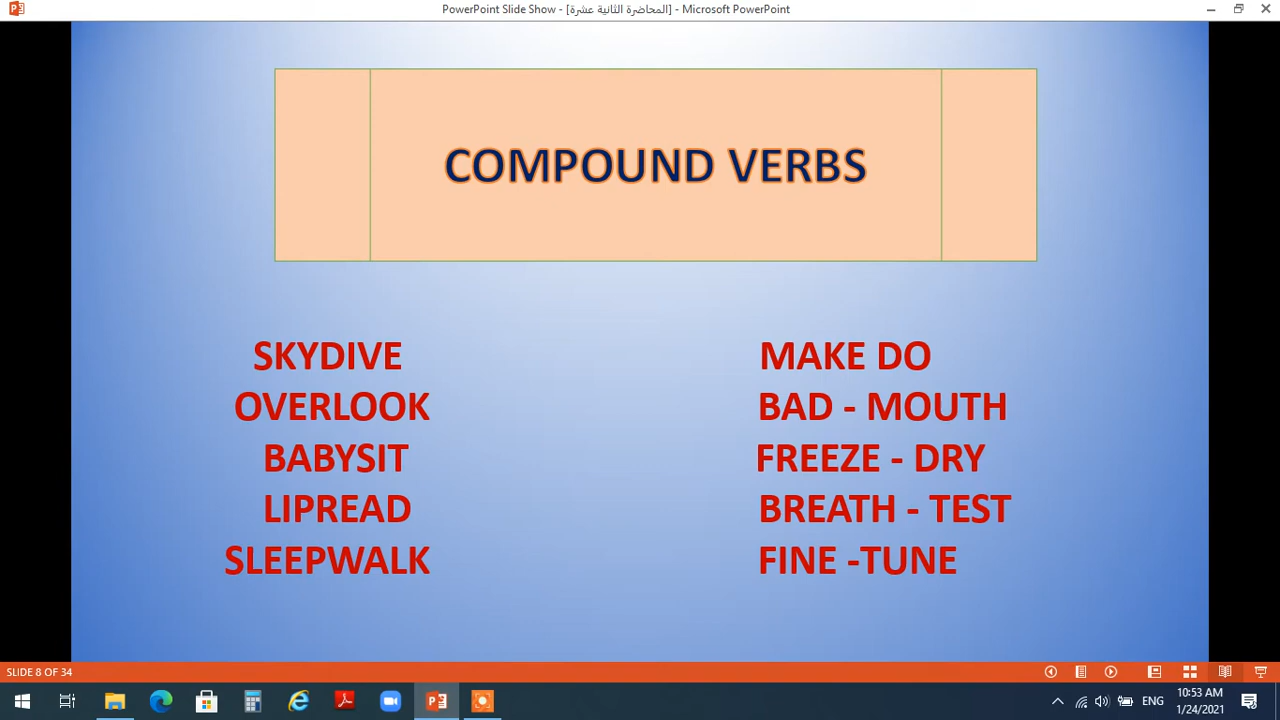 PowerPoint Slide Show - [المحاضرة الثانية عشرة] - Microsoft PowerPoint
COMPOUND VERBS
SKYDIVE
OVERLOOK
BABYSIT
LIPREAD
SLEEPWALK
MAKE DO
BAD - MOUTH
FREEZE - DRY
BREATH - TEST
FINE -TUNE
SLIDE 8 OF 34
ENG
10:53 AM
1/24/2021